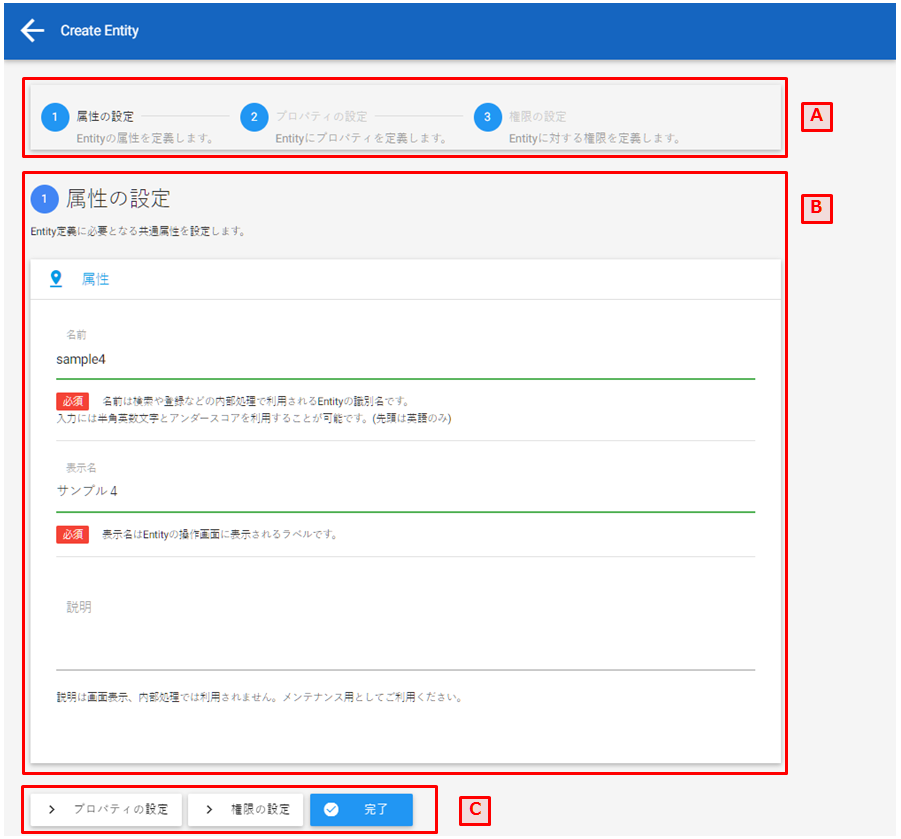 Create Entity
1 属性の設定 2 プロパティの設定 3 権限の設定
Entityの属性を定義します。 Entityにプロパティを定義します。 Entityに対する権限を定義します。
A
1 属性の設定
B
Entity定義に必要となる共通属性を設定します。
属性
名前
sample4
必須 名前は検索や登録などの内部処理で利用されるEntityの識別名です。
入力には半角英数文字とアンダースコアを利用することが可能です。(先頭は英語のみ)
表示名
サンプル４
必須 表示名はEntityの操作画面に表示されるラベルです。
説明
説明は画面表示、内部処理では利用されません。メンテナンス用としてご利用ください。
プロパティの設定 権限の設定 完了
C